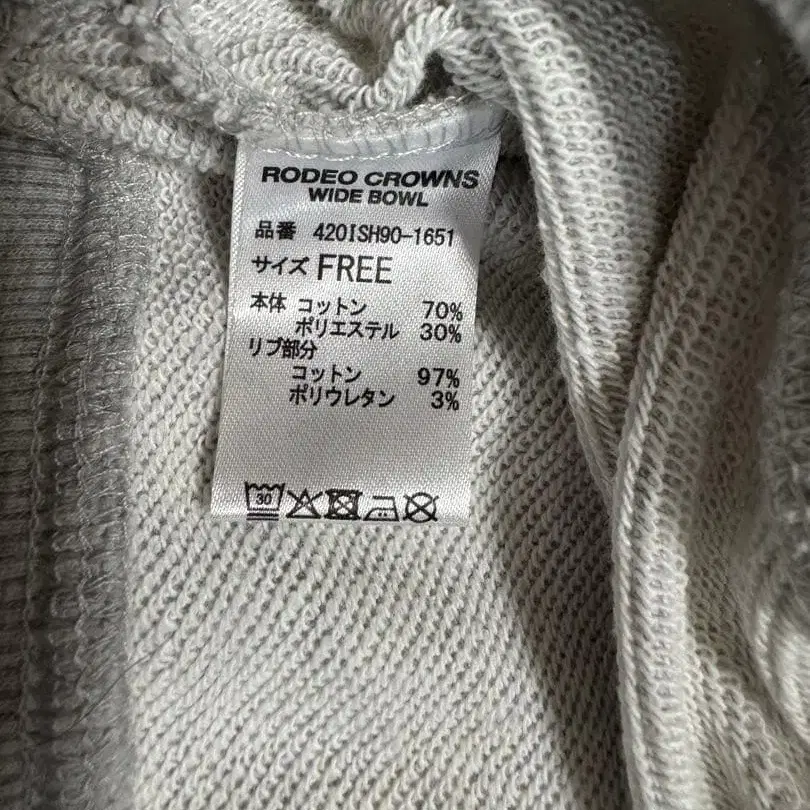 RODEO CROWNS
WIDE BOWL
品番 420ISH90-1651
サイズ FREE
本体 コットン 70%
ポリエステル 30%
リブ部分
コットン 97%
ポリウレタン 3%
30